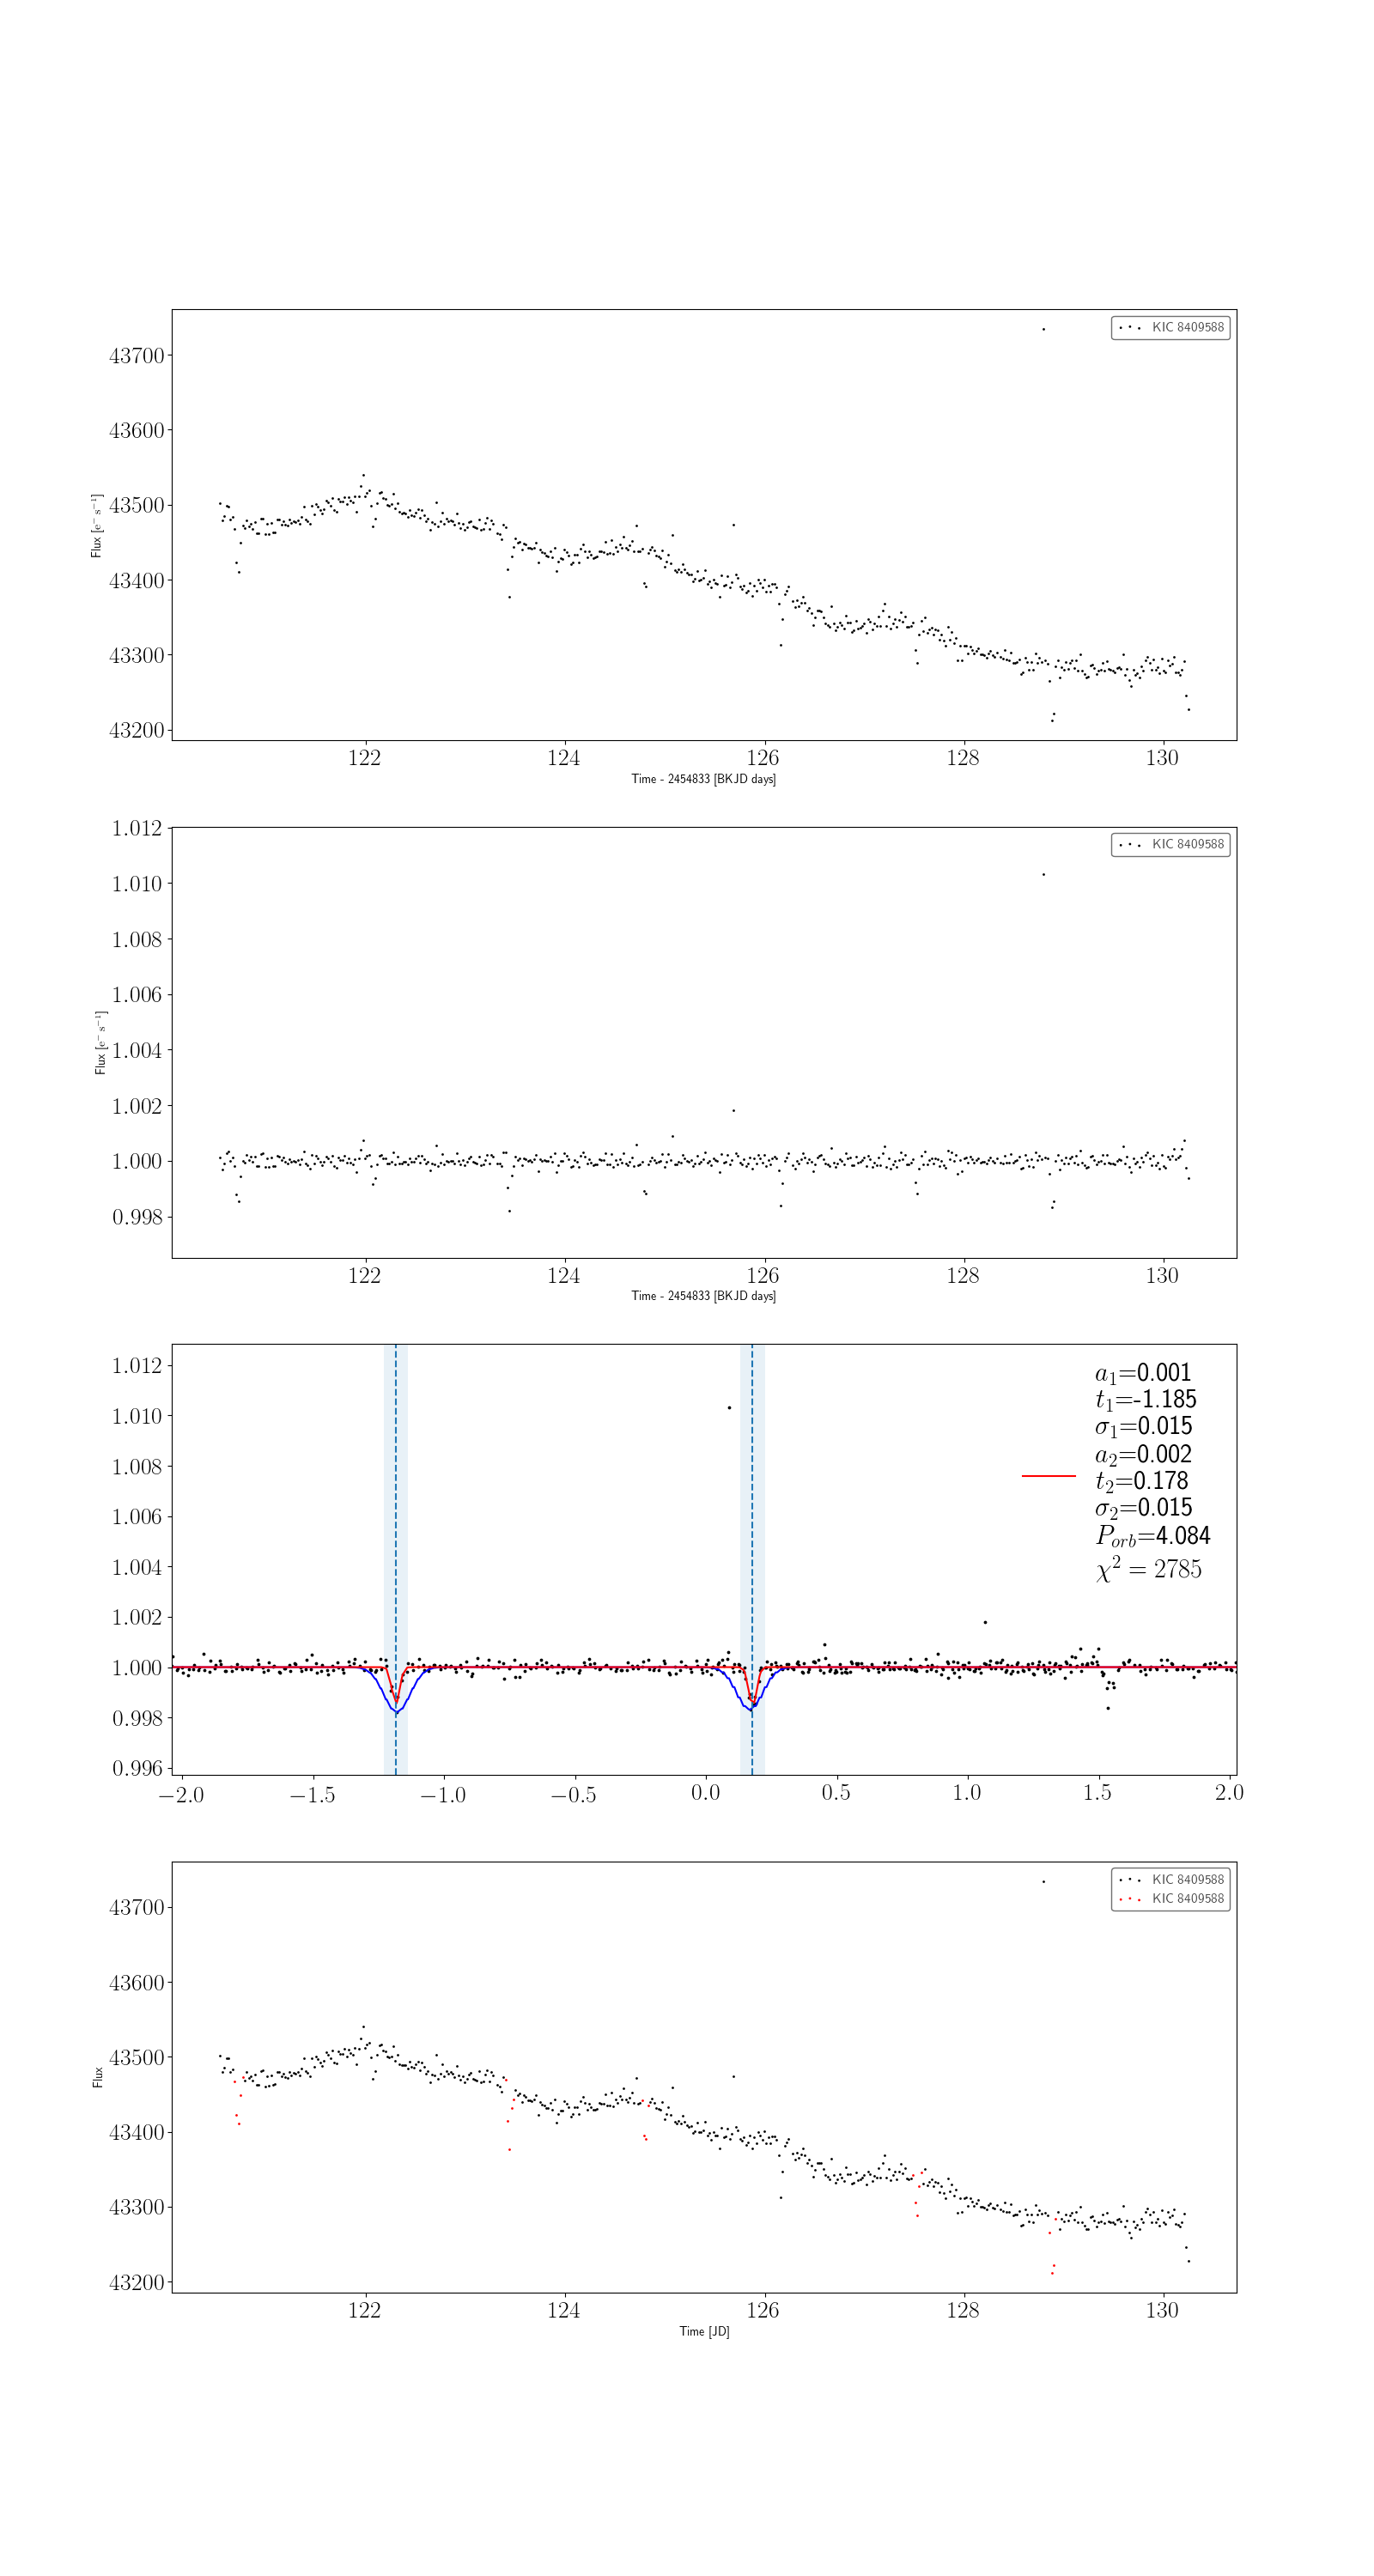 KIC 8409588
43700
43600
43500
43400
43300
43200
Flux [e⁻ s⁻¹]
122 124 126 128 130
Time - 2454833 [BKJD days]
KIC 8409588
1.012
1.010
1.008
1.006
1.004
1.002
1.000
0.998
Flux [e⁻ s⁻¹]
122 124 126 128 130
Time - 2454833 [BKJD days]
1.012
1.010
1.008
1.006
1.004
1.002
1.000
0.998
0.996
a₁=0.001
t₁=-1.185
σ₁=0.015
a₂=0.002
t₂=0.178
σ₂=0.015
P_orb=4.084
χ² = 2785
−2.0 −1.5 −1.0 −0.5 0.0 0.5 1.0 1.5 2.0
KIC 8409588
KIC 8409588
43700
43600
43500
43400
43300
43200
Flux
122 124 126 128 130
Time [JD]